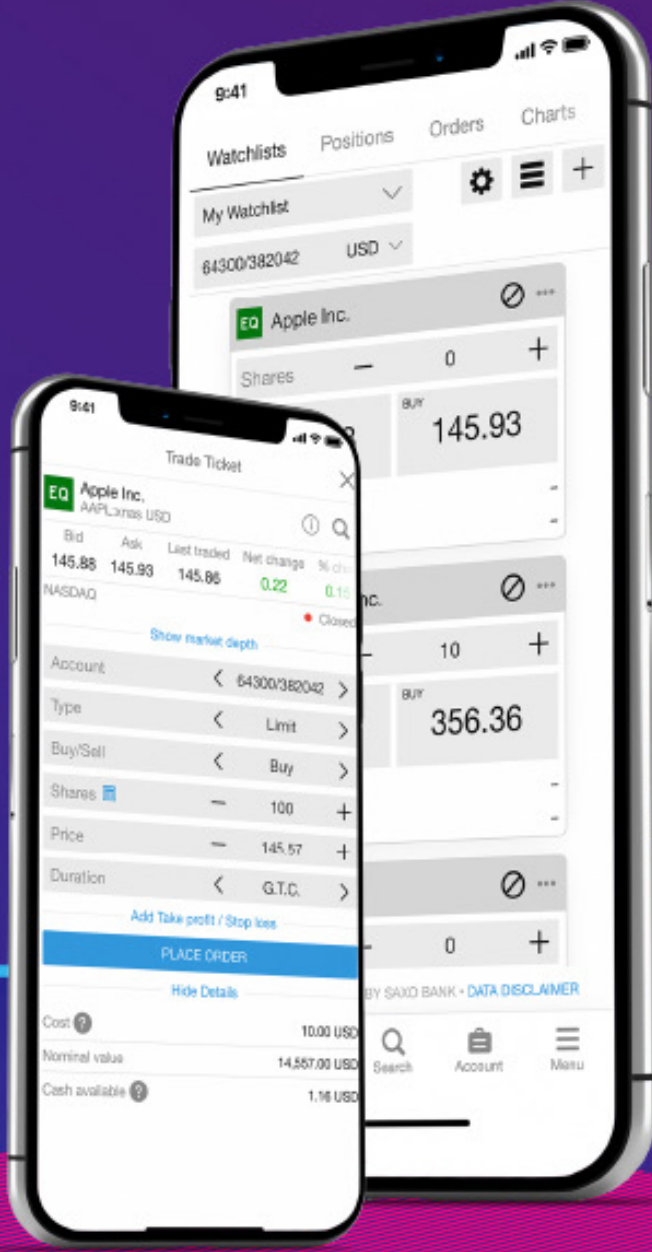 9:41
Watchlists Positions Orders Charts
My Watchlist
64300/382042 USD
EQ Apple Inc.
Shares — 0 +
BUY
145.93
-
-
10 +
BUY
356.36
-
-
0 +
BY SAXO BANK • DATA DISCLAIMER
Search Account Menu
9:41
Trade Ticket
EQ Apple Inc.
AAPL:xnas USD
Bid Ask Last traded Net change %
145.88 145.93 145.86 0.22 0.15
NASDAQ Closed
Show market depth
Account 64300/382042
Type Limit
Buy/Sell Buy
Shares — 100 +
Price — 145.57 +
Duration G.T.C.
Add Take profit / Stop loss
PLACE ORDER
Hide Details
Cost ? 10.00 USD
Nominal value 14,557.00 USD
Cash available ? 1.16 USD